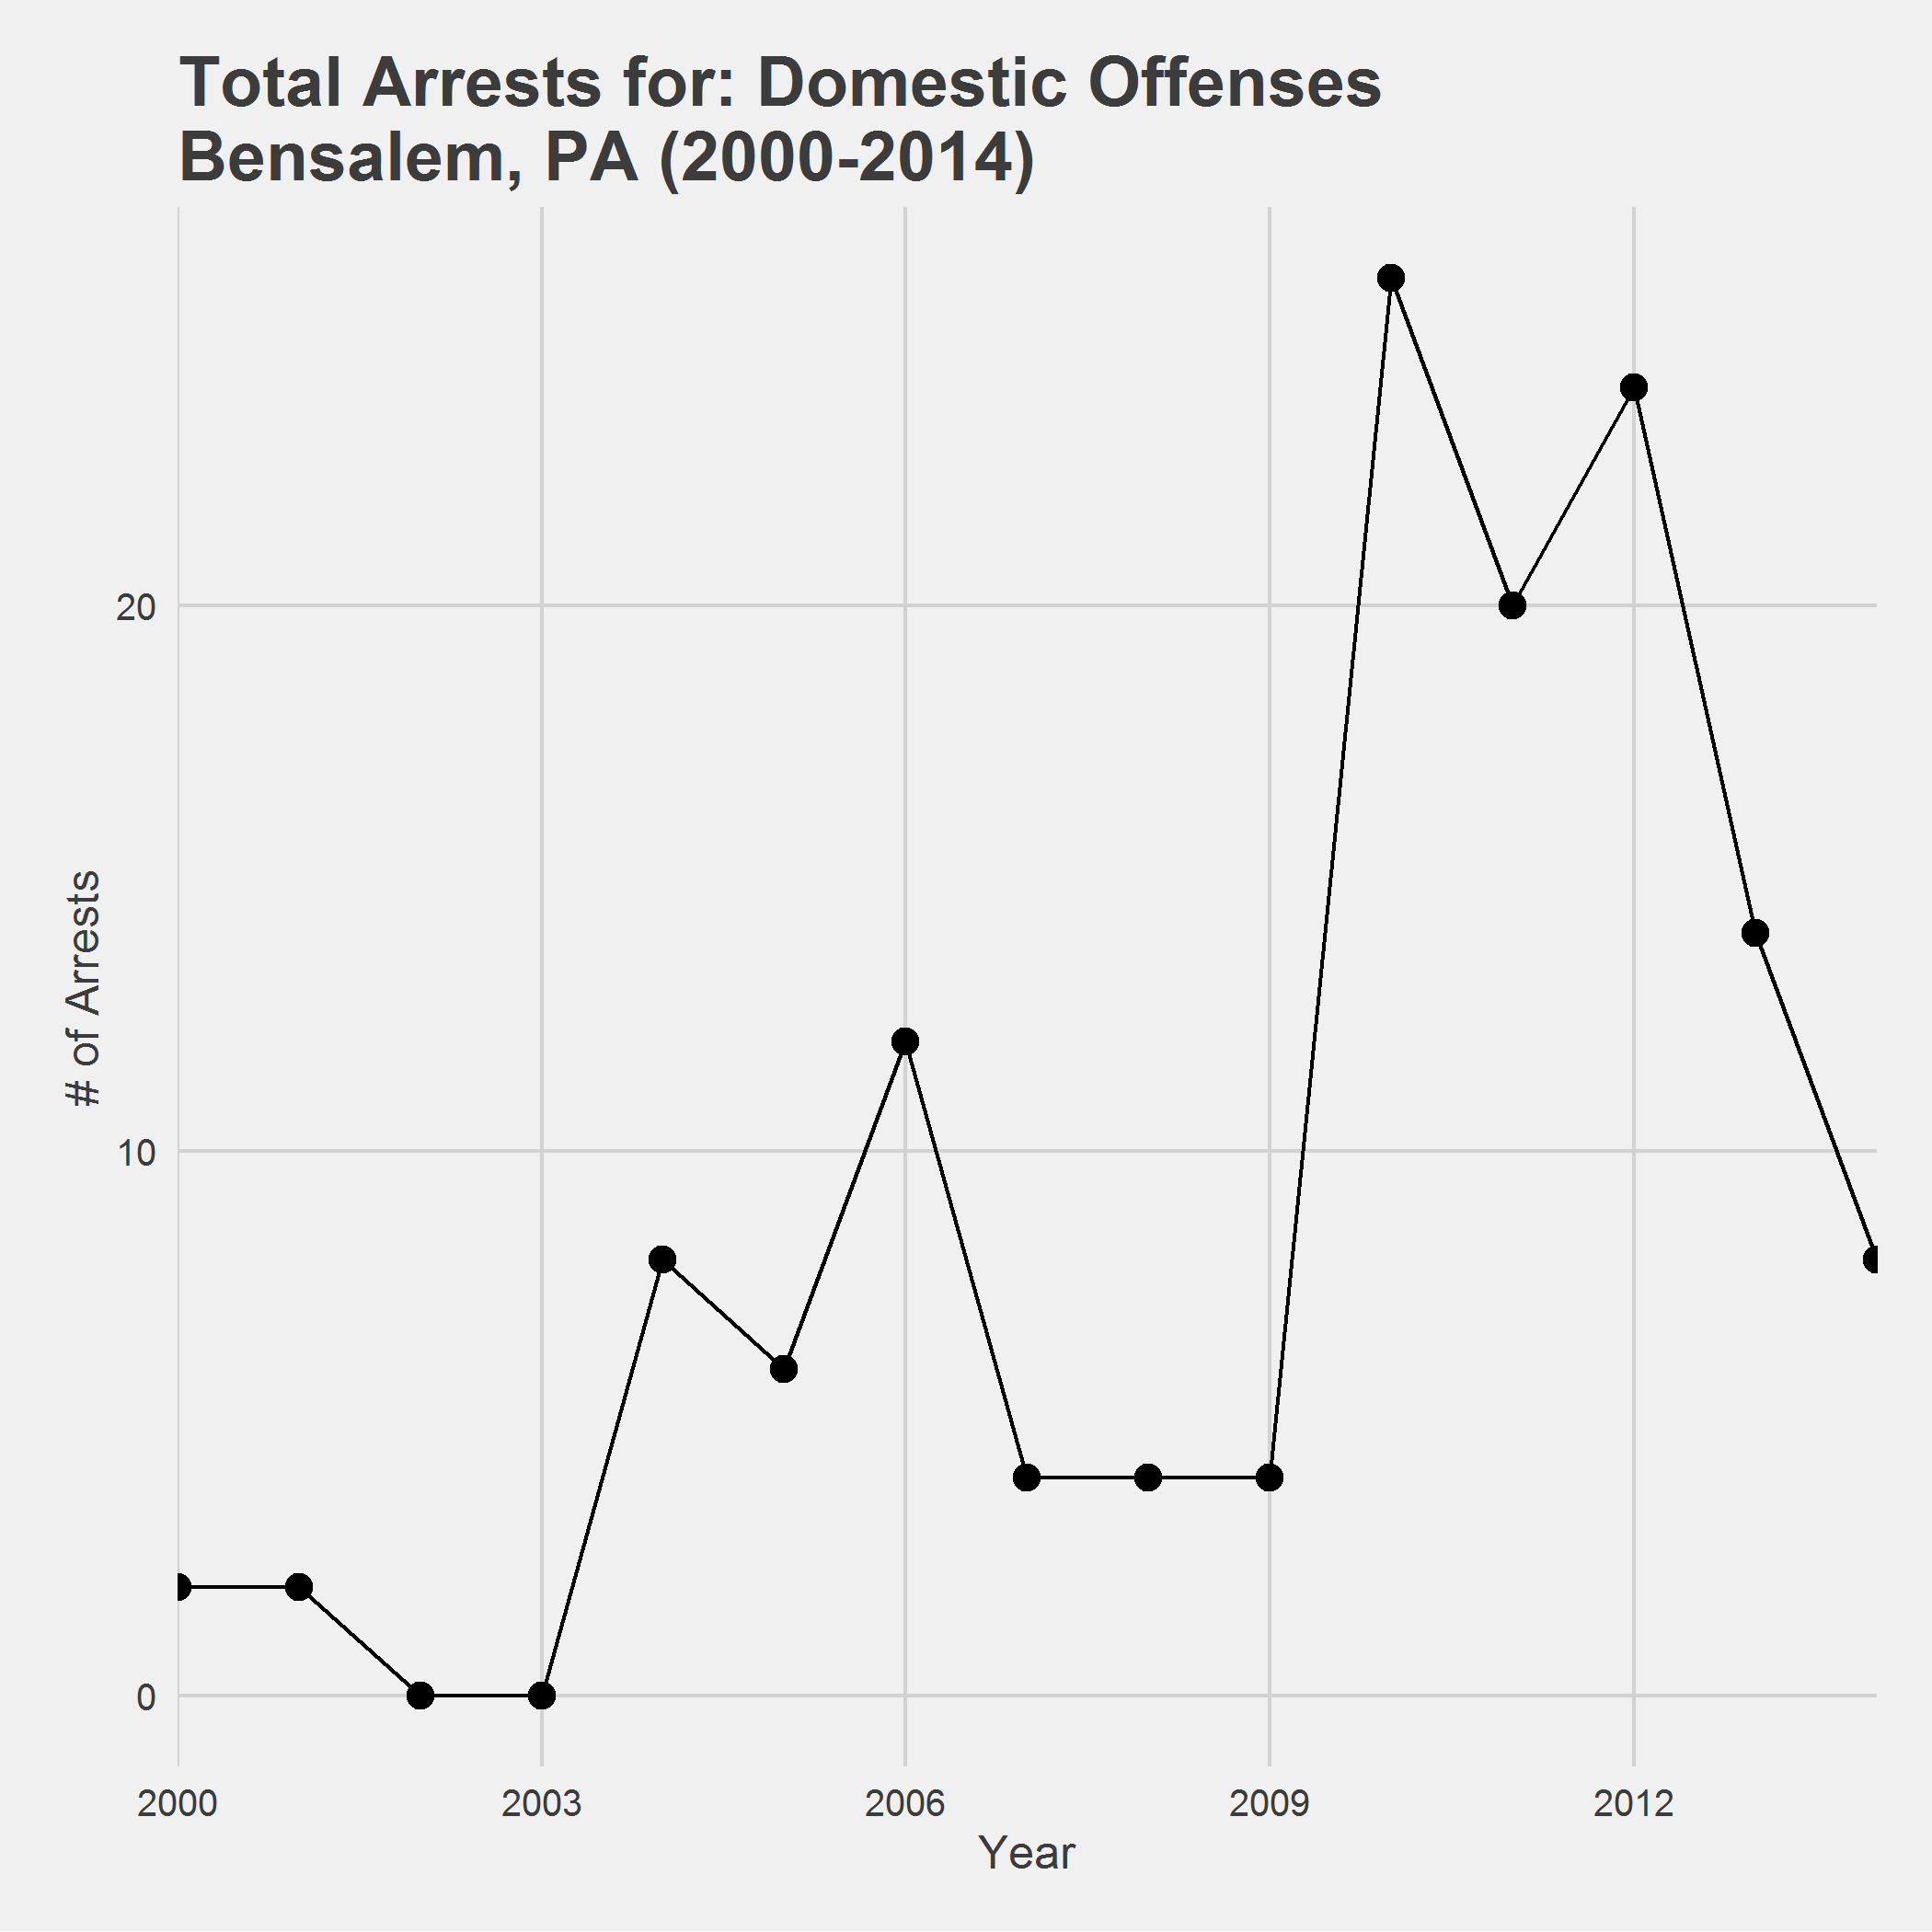 Total Arrests for: Domestic Offenses
Bensalem, PA (2000-2014)
# of Arrests
20
10
0
2000 2003 2006 2009 2012
Year